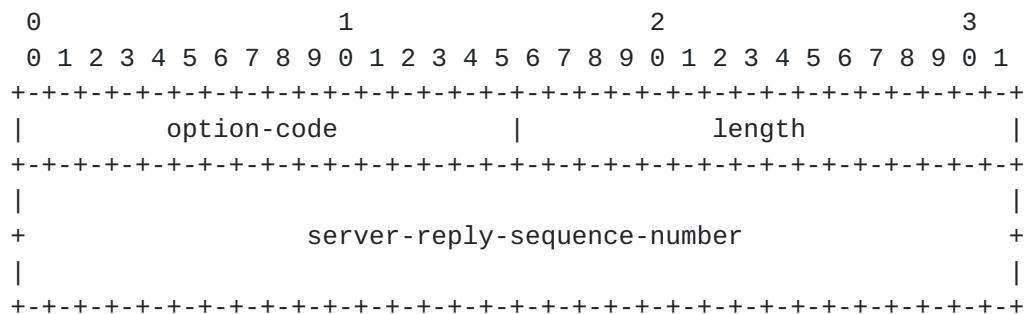 0                   1                   2                   3
 0 1 2 3 4 5 6 7 8 9 0 1 2 3 4 5 6 7 8 9 0 1 2 3 4 5 6 7 8 9 0 1
+-+-+-+-+-+-+-+-+-+-+-+-+-+-+-+-+-+-+-+-+-+-+-+-+-+-+-+-+-+-+-+-+
|         option-code           |            length             |
+-+-+-+-+-+-+-+-+-+-+-+-+-+-+-+-+-+-+-+-+-+-+-+-+-+-+-+-+-+-+-+-+
|                                                               |
+                  server-reply-sequence-number                 +
|                                                               |
+-+-+-+-+-+-+-+-+-+-+-+-+-+-+-+-+-+-+-+-+-+-+-+-+-+-+-+-+-+-+-+-+